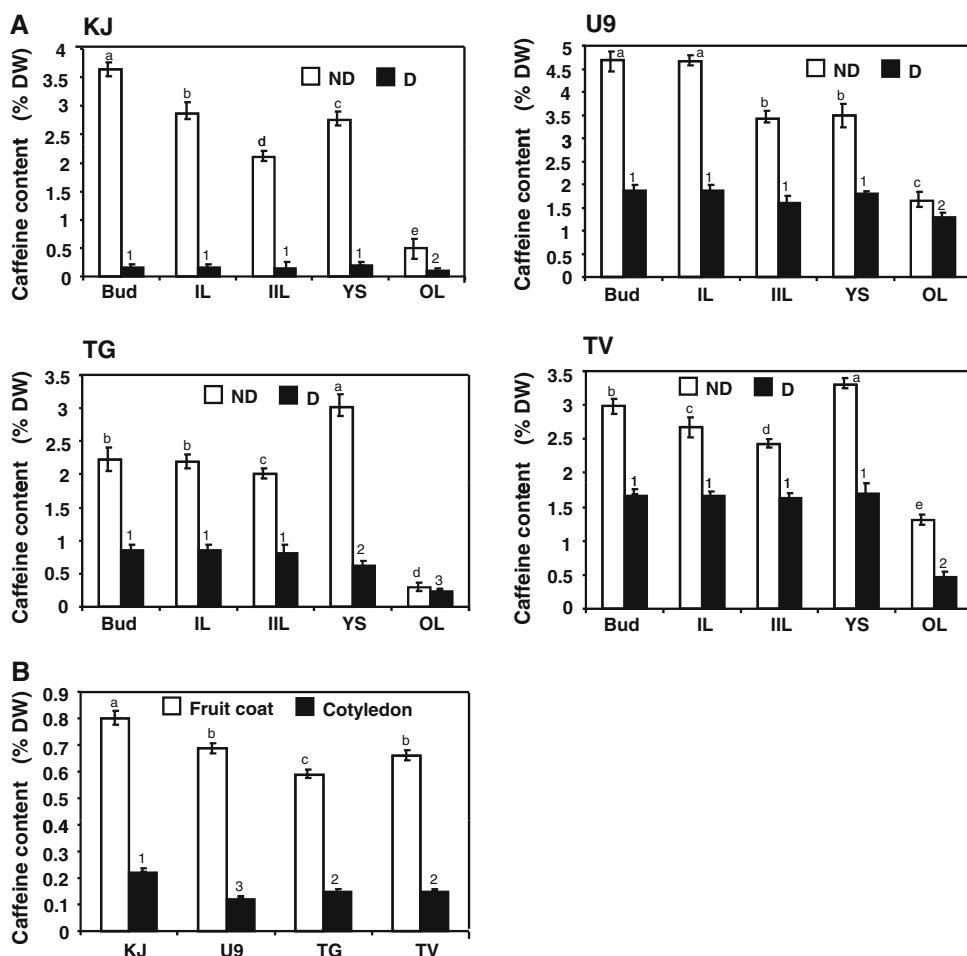 A
KJ
Caffeine content (% DW)
4
3.5
3
2.5
2
1.5
1
0.5
0
ND D
a
1
b
1
d
1
c
1
e
2
Bud IL IIL YS OL
U9
Caffeine content (% DW)
5
4.5
4
3.5
3
2.5
2
1.5
1
0.5
0
ND D
a
1
a
1
b
1
b
1
c
2
Bud IL IIL YS OL
TG
Caffeine content (% DW)
3.5
3
2.5
2
1.5
1
0.5
0
ND D
b
1
b
1
c
1
a
2
d
3
Bud IL IIL YS OL
TV
Caffeine content (% DW)
3.5
3
2.5
2
1.5
1
0.5
0
ND D
b
1
c
1
d
1
a
1
e
2
Bud IL IIL YS OL
B
Caffeine content (% DW)
0.9
0.8
0.7
0.6
0.5
0.4
0.3
0.2
0.1
0
Fruit coat Cotyledon
a
1
b
3
c
2
b
2
KJ U9 TG TV